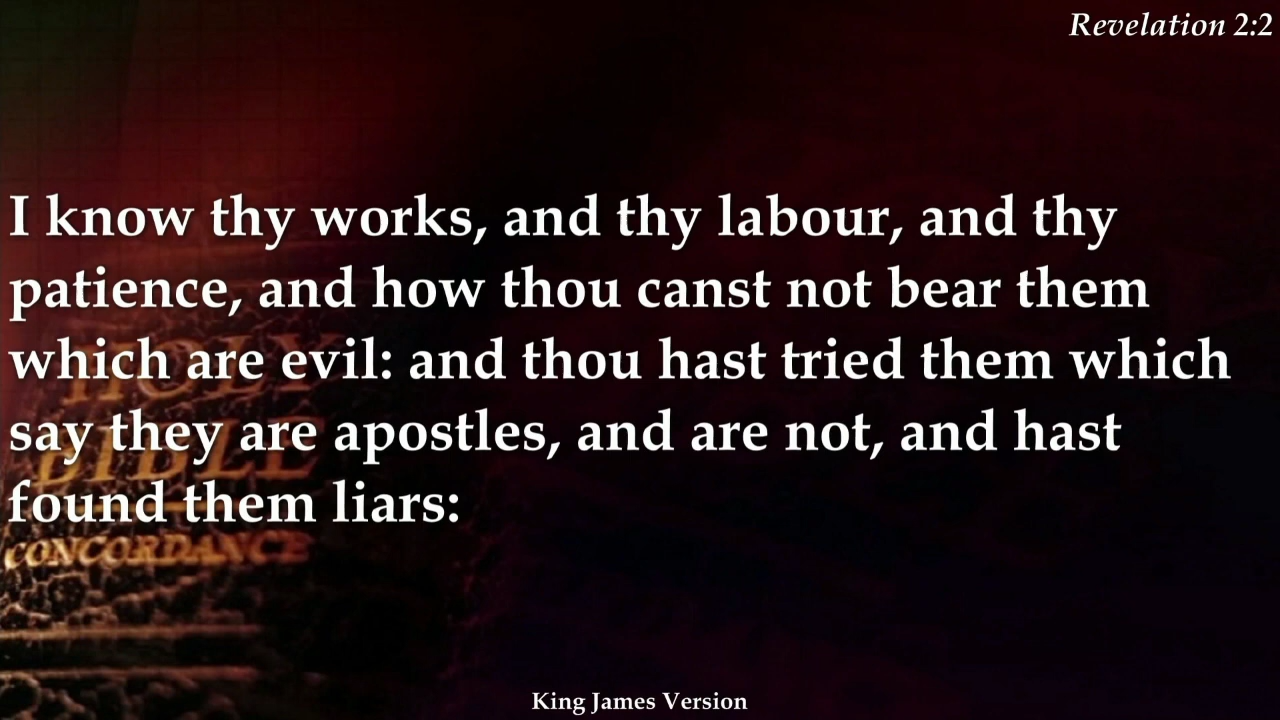 Revelation 2:2
I know thy works, and thy labour, and thy
patience, and how thou canst not bear them
which are evil: and thou hast tried them which
say they are apostles, and are not, and hast
found them liars:
HOLY
BIBLE
CONCORDANCE
King James Version